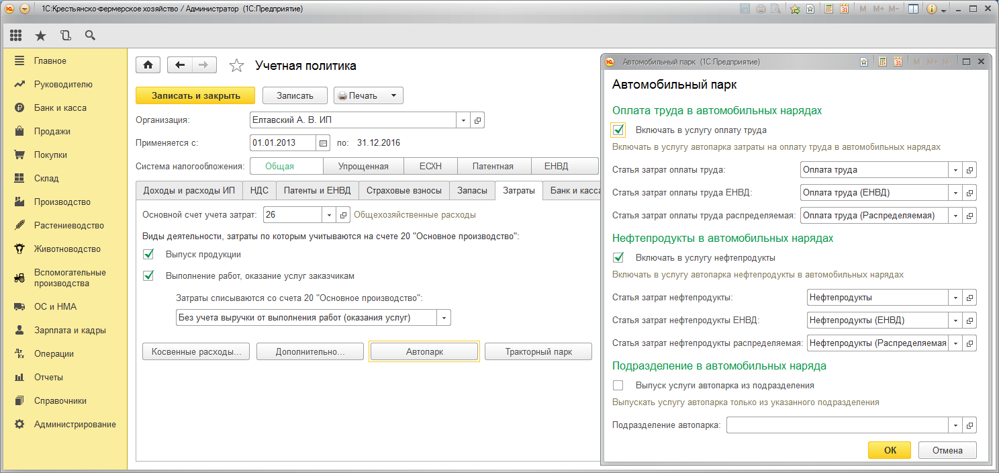 1С:Крестьянско-фермерское хозяйство / Администратор (1С:Предприятие)
M M+ M-
Главное
Руководителю
Банк и касса
Продажи
Покупки
Склад
Производство
Растениеводство
Животноводство
Вспомогательные
производства
ОС и НМА
Зарплата и кадры
Операции
Отчеты
Справочники
Администрирование
Учетная политика
Записать и закрыть Записать Печать
Организация: Елтавский А. В. ИП
Применяется с: 01.01.2013 по: 31.12.2016
Система налогообложения: Общая Упрощенная ЕСХН Патентная ЕНВД
Доходы и расходы ИП НДС Патенты и ЕНВД Страховые взносы Запасы Затраты Банк и касса
Основной счет учета затрат: 26 Общехозяйственные расходы
Виды деятельности, затраты по которым учитываются на счете 20 "Основное производство":
Выпуск продукции
Выполнение работ, оказание услуг заказчикам
Затраты списываются со счета 20 "Основное производство":
Без учета выручки от выполнения работ (оказания услуг)
Косвенные расходы... Дополнительно... Автопарк Тракторный парк
Автомобильный парк (1С:Предприятие)
M M+ M-
Автомобильный парк
Оплата труда в автомобильных нарядах
Включать в услугу оплату труда
Включать в услугу автопарка затраты на оплату труда в автомобильных нарядах
Статья затрат оплаты труда: Оплата труда
Статья затрат оплаты труда ЕНВД: Оплата труда (ЕНВД)
Статья затрат оплаты труда распределяемая: Оплата труда (Распределяемая)
Нефтепродукты в автомобильных нарядах
Включать в услугу нефтепродукты
Включать в услугу автопарка нефтепродукты в автомобильных нарядах
Статья затрат нефтепродукты: Нефтепродукты
Статья затрат нефтепродукты ЕНВД: Нефтепродукты (ЕНВД)
Статья затрат нефтепродукты распределяемая: Нефтепродукты (Распределяемая
Подразделение в автомобильных наряда
Выпуск услуги автопарка из подразделения
Выпускать услугу автопарка только из указанного подразделения
Подразделение автопарка:
ОК Отмена